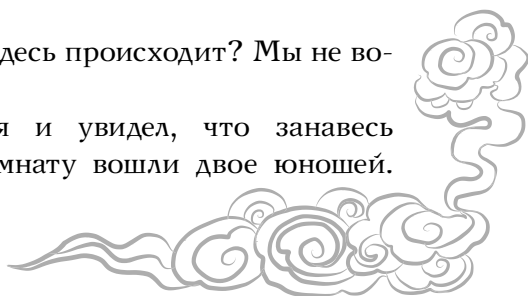 десь происходит? Мы не во-
я и увидел, что занавесь
мнату вошли двое юношей.